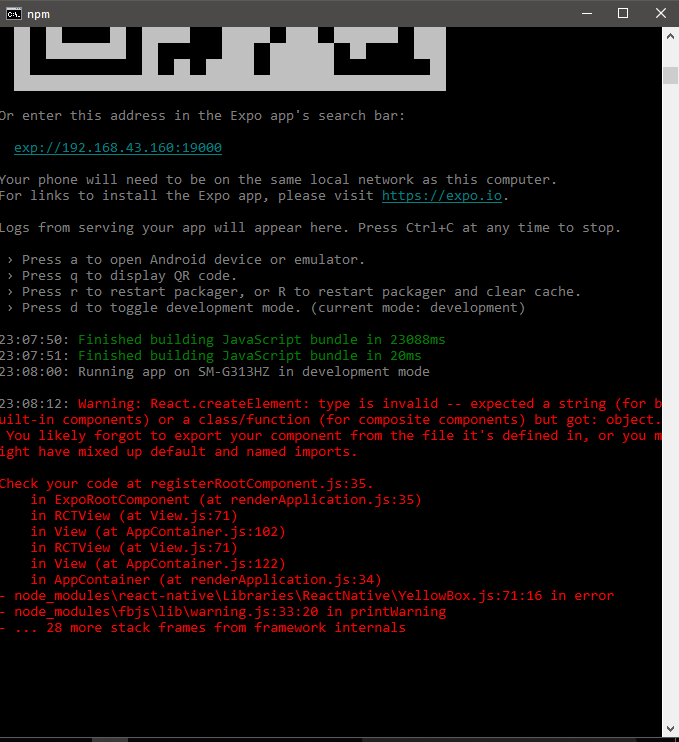 npm
Or enter this address in the Expo app's search bar:
exp://192.168.43.160:19000
Your phone will need to be on the same local network as this computer.
For links to install the Expo app, please visit https://expo.io.
Logs from serving your app will appear here. Press Ctrl+C at any time to stop.
› Press a to open Android device or emulator.
› Press q to display QR code.
› Press r to restart packager, or R to restart packager and clear cache.
› Press d to toggle development mode. (current mode: development)
23:07:50: Finished building JavaScript bundle in 23088ms
23:07:51: Finished building JavaScript bundle in 20ms
23:08:00: Running app on SM-G313HZ in development mode
23:08:12: Warning: React.createElement: type is invalid -- expected a string (for b
uilt-in components) or a class/function (for composite components) but got: object.
You likely forgot to export your component from the file it's defined in, or you m
ight have mixed up default and named imports.
Check your code at registerRootComponent.js:35.
in ExpoRootComponent (at renderApplication.js:35)
in RCTView (at View.js:71)
in View (at AppContainer.js:102)
in RCTView (at View.js:71)
in View (at AppContainer.js:122)
in AppContainer (at renderApplication.js:34)
- node_modules\react-native\Libraries\ReactNative\YellowBox.js:71:16 in error
- node_modules\fbjs\lib\warning.js:33:20 in printWarning
- ... 28 more stack frames from framework internals